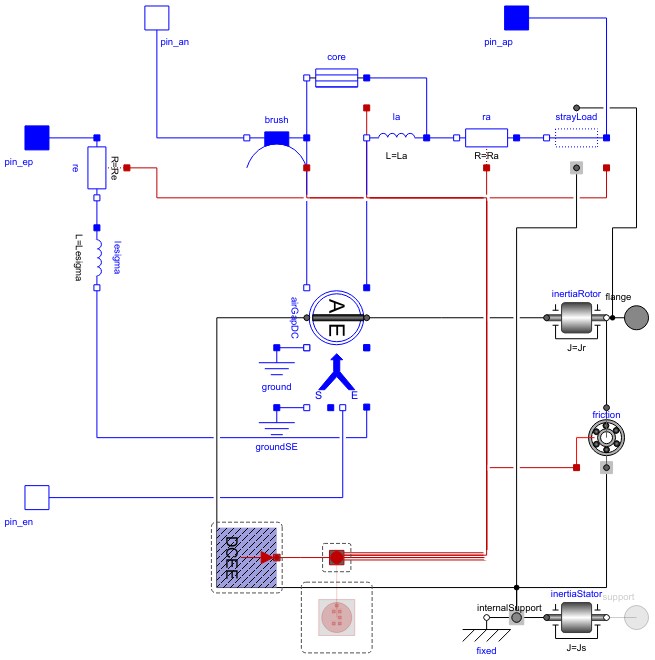 pin_an
pin_ap
core
brush
la
L=La
ra
R=Ra
strayLoad
pin_ep
re
R=Re
L=Lesigma
lesigma
airGapDC
A E
inertiaRotor
flange
J=Jr
ground
S E
friction
groundSE
pin_en
DCEE
internalSupport
inertiaStator
support
fixed
J=Js